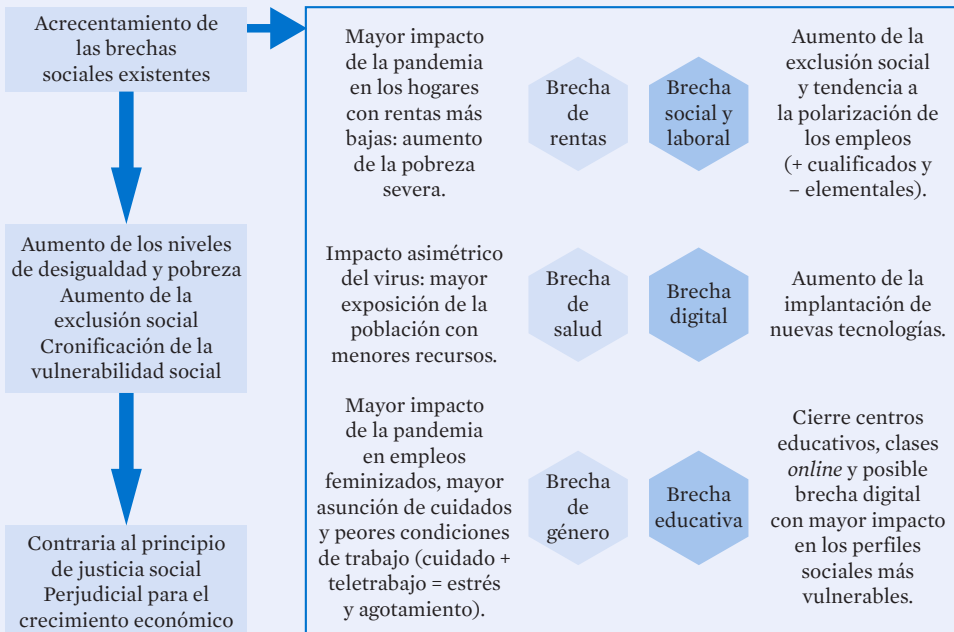 Acrecentamiento de
las brechas
sociales existentes
Aumento de los niveles
de desigualdad y pobreza
Aumento de la
exclusión social
Cronificación de la
vulnerabilidad social
Contraria al principio
de justicia social
Perjudicial para el
crecimiento económico
Mayor impacto
de la pandemia
en los hogares
con rentas más
bajas: aumento
de la pobreza
severa.
Brecha
de
rentas
Brecha
social y
laboral
Aumento de la
exclusión social
y tendencia a
la polarización de
los empleos
(+ cualificados y
– elementales).
Impacto asimétrico
del virus: mayor
exposición de la
población con
menores recursos.
Brecha
de
salud
Brecha
digital
Aumento de la
implantación de
nuevas tecnologías.
Mayor impacto
de la pandemia
en empleos
feminizados, mayor
asunción de cuidados
y peores condiciones
de trabajo (cuidado +
teletrabajo = estrés
y agotamiento).
Brecha
de
género
Brecha
educativa
Cierre centros
educativos, clases
online y posible
brecha digital
con mayor impacto
en los perfiles
sociales más
vulnerables.